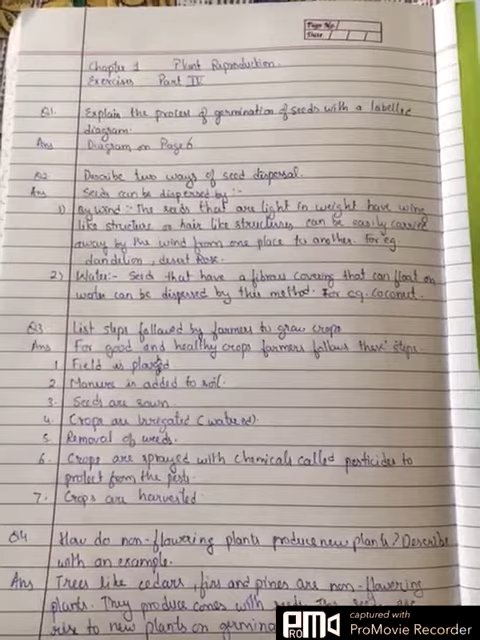 Page No.
Date
Chapter 1 Plant Reproduction.
Exercises Part IV
Q1. Explain the process of germination of seeds with a labelled
diagram.
Ans Diagram on Page 6
Q2 Describe two ways of seed dispersal.
Ans Seeds can be dispersed by :-
1) By wind :- The seeds that are light in weight have wing
like structure or hair like structures can be easily carried
away by the wind from one place to another. For eg.
dandelion, desert Rose.
2) Water:- Seeds that have a fibrous covering that can float on
water can be dispersed by this method. For eg. Coconut.
Q3 List steps followed by farmers to grow crops
Ans For good and healthy crops farmers follows these steps.
1 Field is
2. Manure is added to soil.
3. Seeds are sown
4. Crops are irrigated (watered).
5. Removal of weeds.
6. Crops are sprayed with chemicals called pesticides to
protect from the pests.
7. Crops are harvested
Q4 How do non-flowering plants produce new plants? Describe
with an example.
Ans Trees like cedars, firs and pines are non-flowering
plants. They produce cones with seeds. The seeds
rise to new plants on
captured with
PM PRO ProMovie Recorder